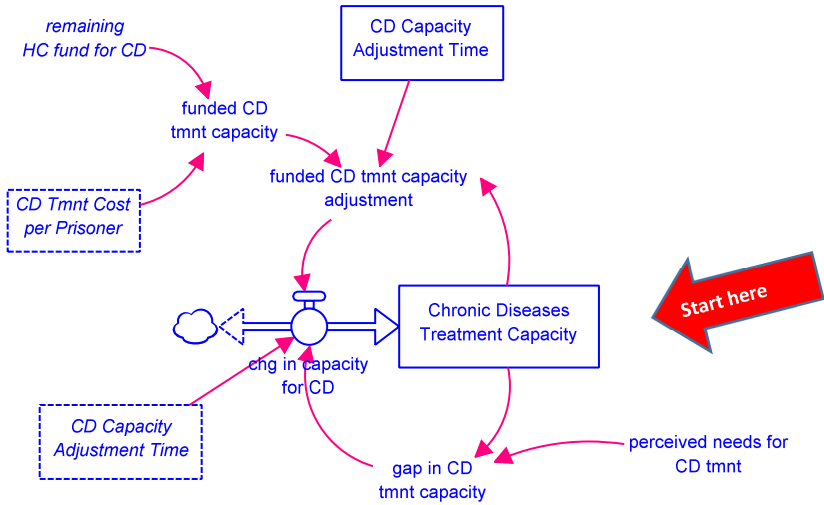 remaining
HC fund for CD
CD Capacity
Adjustment Time
funded CD
tmnt capacity
funded CD tmnt capacity
adjustment
CD Tmnt Cost
per Prisoner
Start here
Chronic Diseases
Treatment Capacity
chg in capacity
for CD
CD Capacity
Adjustment Time
gap in CD
tmnt capacity
perceived needs for
CD tmnt